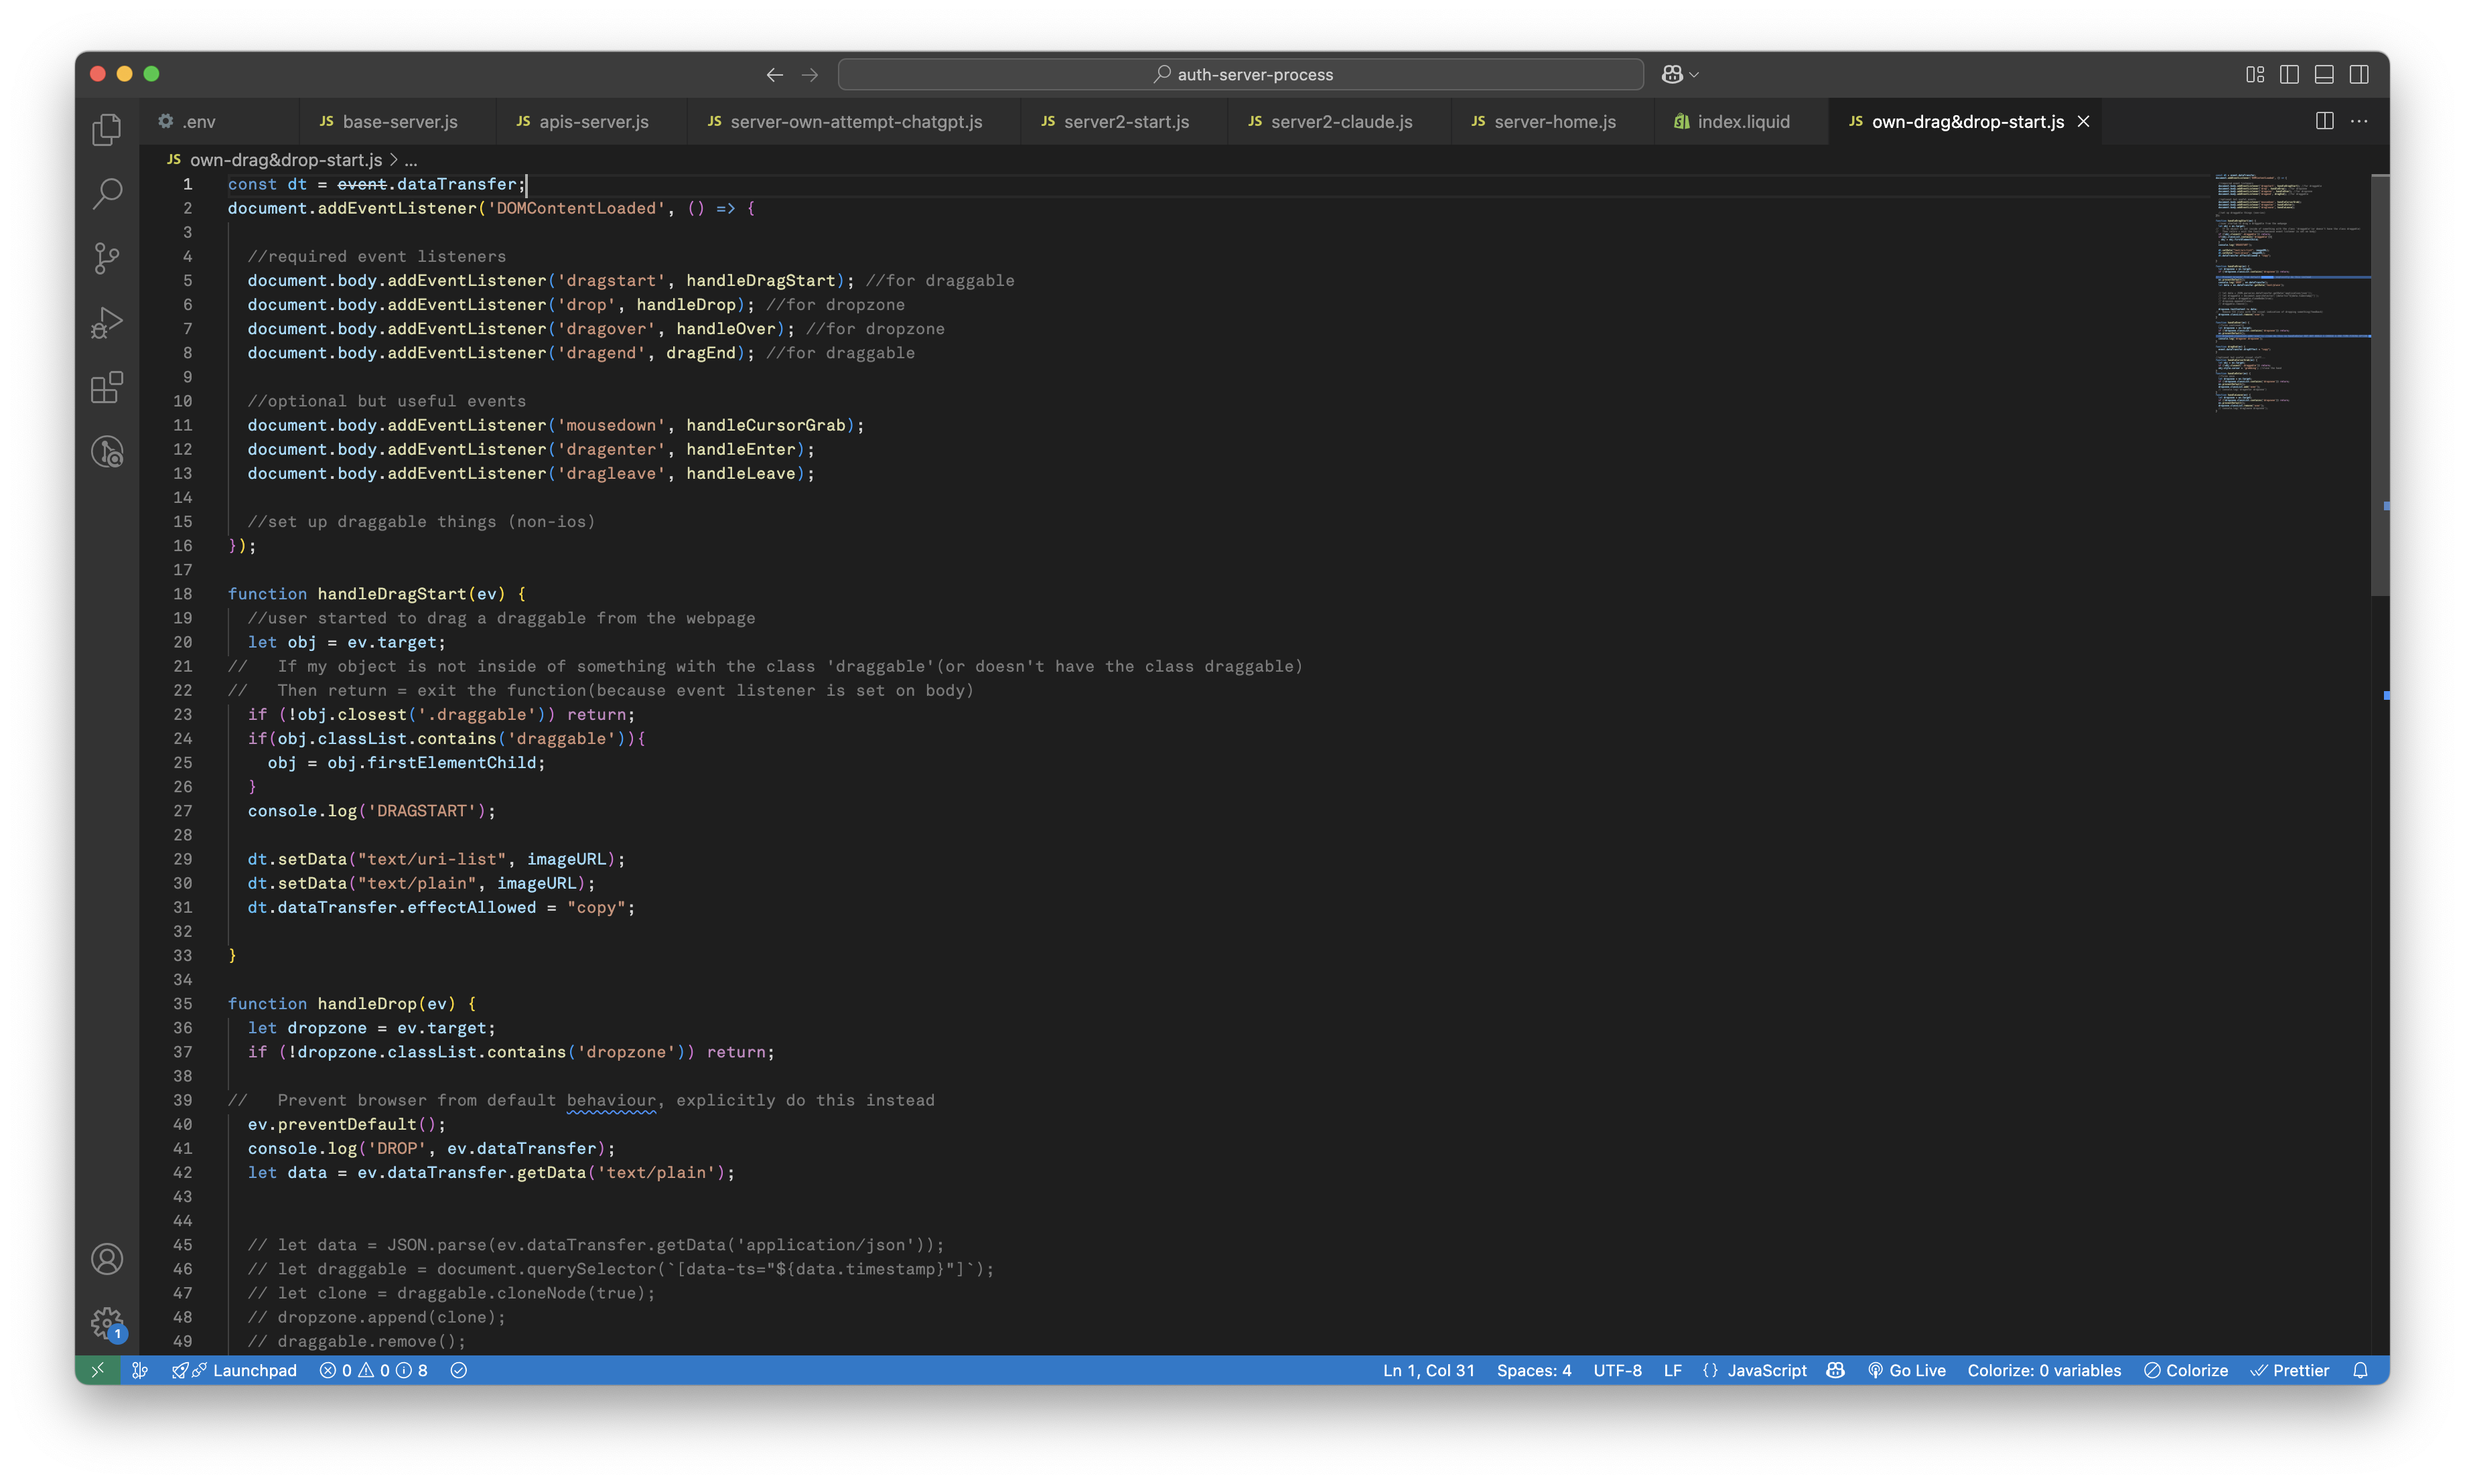 auth-server-process
.env
JS base-server.js
JS apis-server.js
JS server-own-attempt-chatgpt.js
JS server2-start.js
JS server2-claude.js
JS server-home.js
index.liquid
JS own-drag&drop-start.js
JS own-drag&drop-start.js > ...
1 const dt = event.dataTransfer;
2 document.addEventListener('DOMContentLoaded', () => {
3
4 //required event listeners
5 document.body.addEventListener('dragstart', handleDragStart); //for draggable
6 document.body.addEventListener('drop', handleDrop); //for dropzone
7 document.body.addEventListener('dragover', handleOver); //for dropzone
8 document.body.addEventListener('dragend', dragEnd); //for draggable
9
10 //optional but useful events
11 document.body.addEventListener('mousedown', handleCursorGrab);
12 document.body.addEventListener('dragenter', handleEnter);
13 document.body.addEventListener('dragleave', handleLeave);
14
15 //set up draggable things (non-ios)
16 });
17
18 function handleDragStart(ev) {
19 //user started to drag a draggable from the webpage
20 let obj = ev.target;
21 // If my object is not inside of something with the class 'draggable'(or doesn't have the class draggable)
22 // Then return = exit the function(because event listener is set on body)
23 if (!obj.closest('.draggable')) return;
24 if(obj.classList.contains('draggable')){
25 obj = obj.firstElementChild;
26 }
27 console.log('DRAGSTART');
28
29 dt.setData("text/uri-list", imageURL);
30 dt.setData("text/plain", imageURL);
31 dt.dataTransfer.effectAllowed = "copy";
32
33 }
34
35 function handleDrop(ev) {
36 let dropzone = ev.target;
37 if (!dropzone.classList.contains('dropzone')) return;
38
39 // Prevent browser from default behaviour, explicitly do this instead
40 ev.preventDefault();
41 console.log('DROP', ev.dataTransfer);
42 let data = ev.dataTransfer.getData('text/plain');
43
44
45 // let data = JSON.parse(ev.dataTransfer.getData('application/json'));
46 // let draggable = document.querySelector(`[data-ts="${data.timestamp}"]`);
47 // let clone = draggable.cloneNode(true);
48 // dropzone.append(clone);
49 // draggable.remove();
1
Launchpad 0 0 8 Ln 1, Col 31 Spaces: 4 UTF-8 LF {} JavaScript Go Live Colorize: 0 variables Colorize Prettier